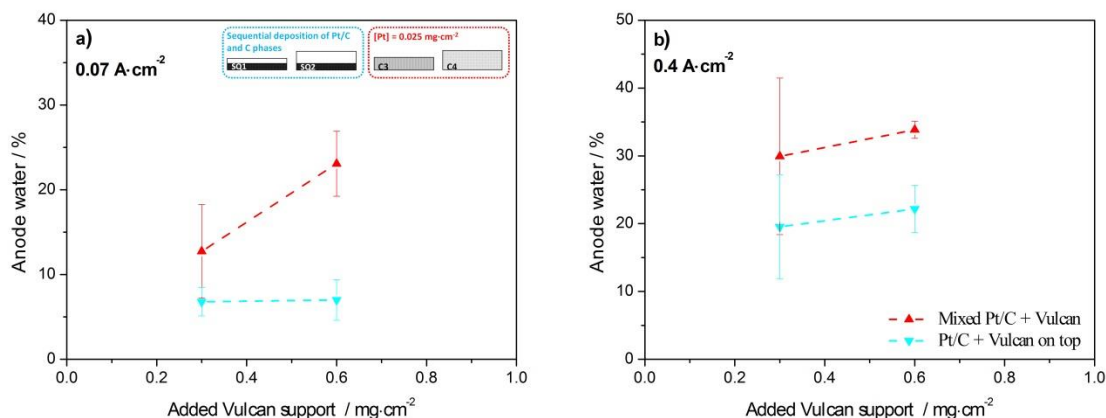 a)
0.07 A·cm-2
Sequential deposition of Pt/C
and C phases
SQ1
SQ2
[Pt] = 0.025 mg·cm-2
C3
C4
40
30
20
10
0
Anode water / %
0.0 0.2 0.4 0.6 0.8 1.0
Added Vulcan support / mg·cm-2
b)
0.4 A·cm-2
50
40
30
20
10
0
Anode water / %
Mixed Pt/C + Vulcan
Pt/C + Vulcan on top
0.0 0.2 0.4 0.6 0.8 1.0
Added Vulcan support / mg·cm-2